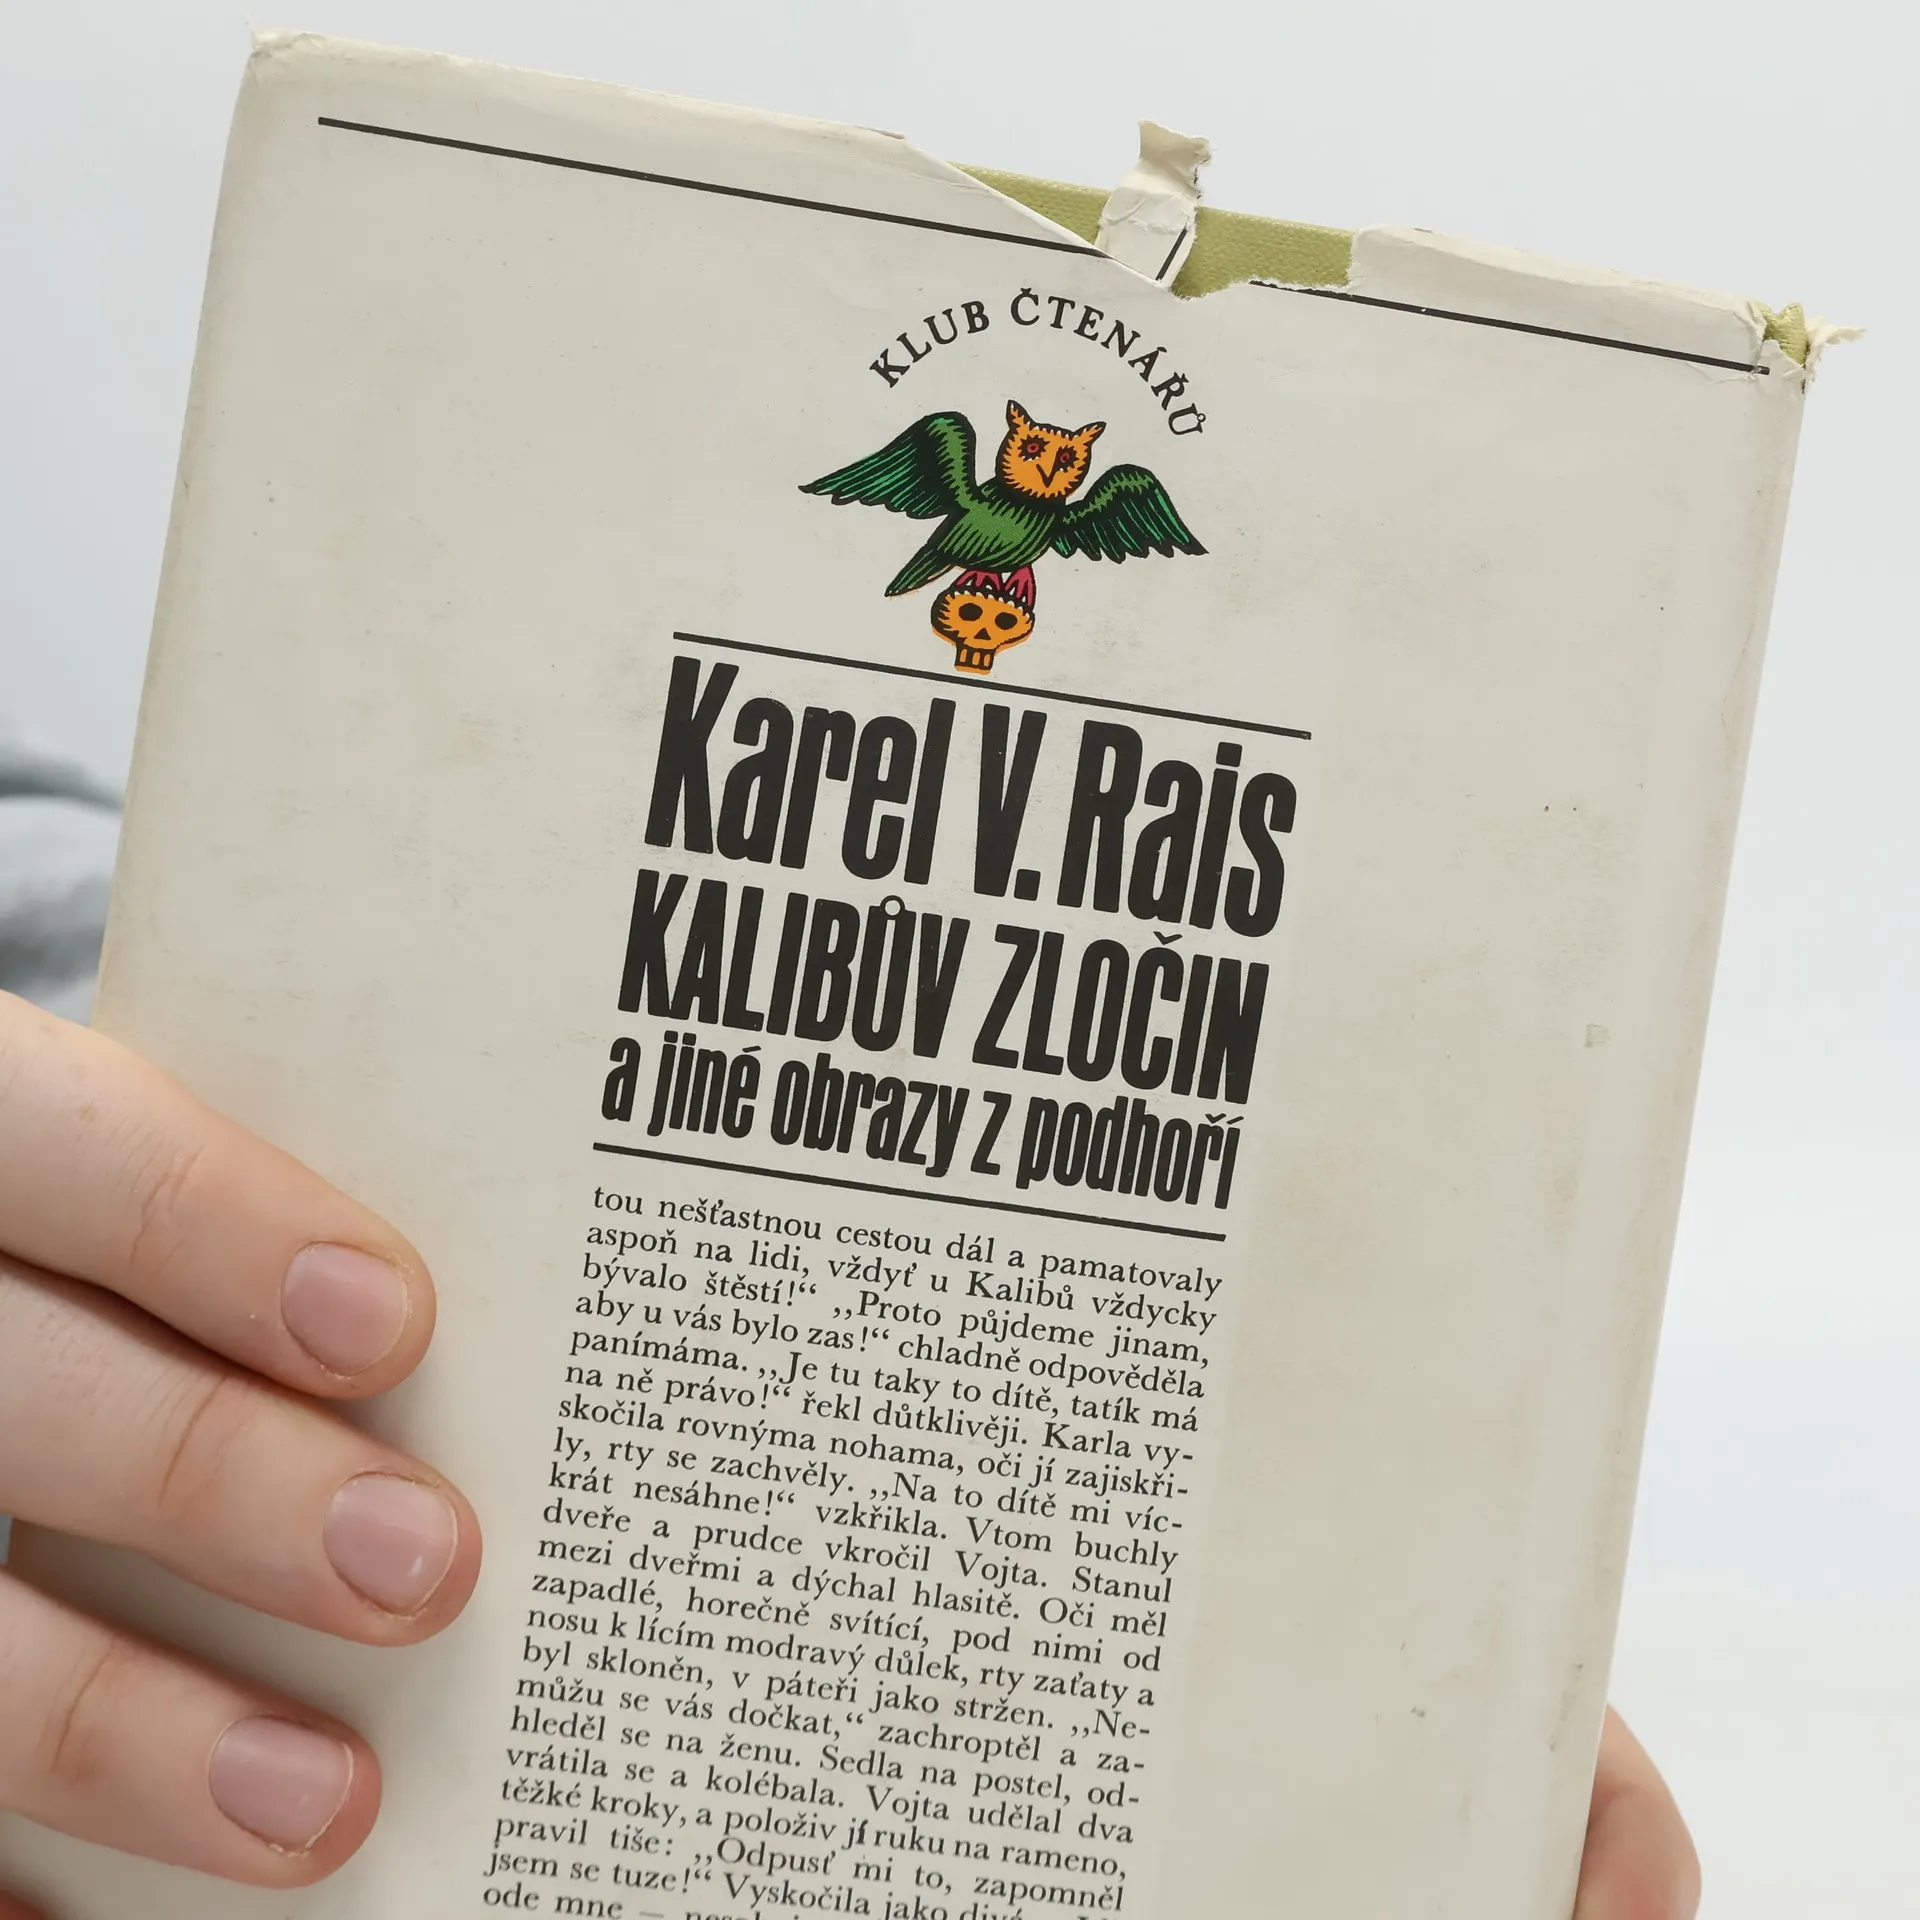 KLUB ČTENÁŘŮ
Karel V. Rais
KALIBŮV ZLOČIN
a jiné obrazy z podhoří
tou nešťastnou cestou dál a pamatovaly
aspoň na lidi, vždyť u Kalibů vždycky
bývalo štěstí!“ ,,Proto půjdeme jinam,
aby u vás bylo zas!“ chladně odpověděla
panímáma. ,,Je tu taky to dítě, tatík má
na ně právo!“ řekl důtklivěji. Karla vy-
skočila rovnýma nohama, oči jí zajiskři-
ly, rty se zachvěly. ,,Na to dítě mi víc-
krát nesáhne!“ vzkřikla. Vtom buchly
dveře a prudce vkročil Vojta. Stanul
mezi dveřmi a dýchal hlasitě. Oči měl
zapadlé, horečně svítící, pod nimi od
nosu k lícím modravý důlek, rty zaťaty a
byl skloněn, v páteři jako stržen. ,,Ne-
můžu se vás dočkat,“ zachroptěl a za-
hleděl se na ženu. Sedla na postel, od-
vrátila se a kolébala. Vojta udělal dva
těžké kroky, a položiv jí ruku na rameno,
pravil tiše: ,,Odpusť mi to, zapomněl
jsem se tuze!“ Vyskočila jako
ode mne —